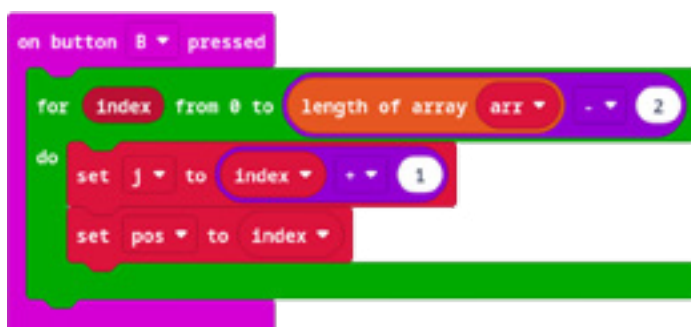 on button B pressed
for index from 0 to length of array arr - 2
do
set j to index + 1
set pos to index